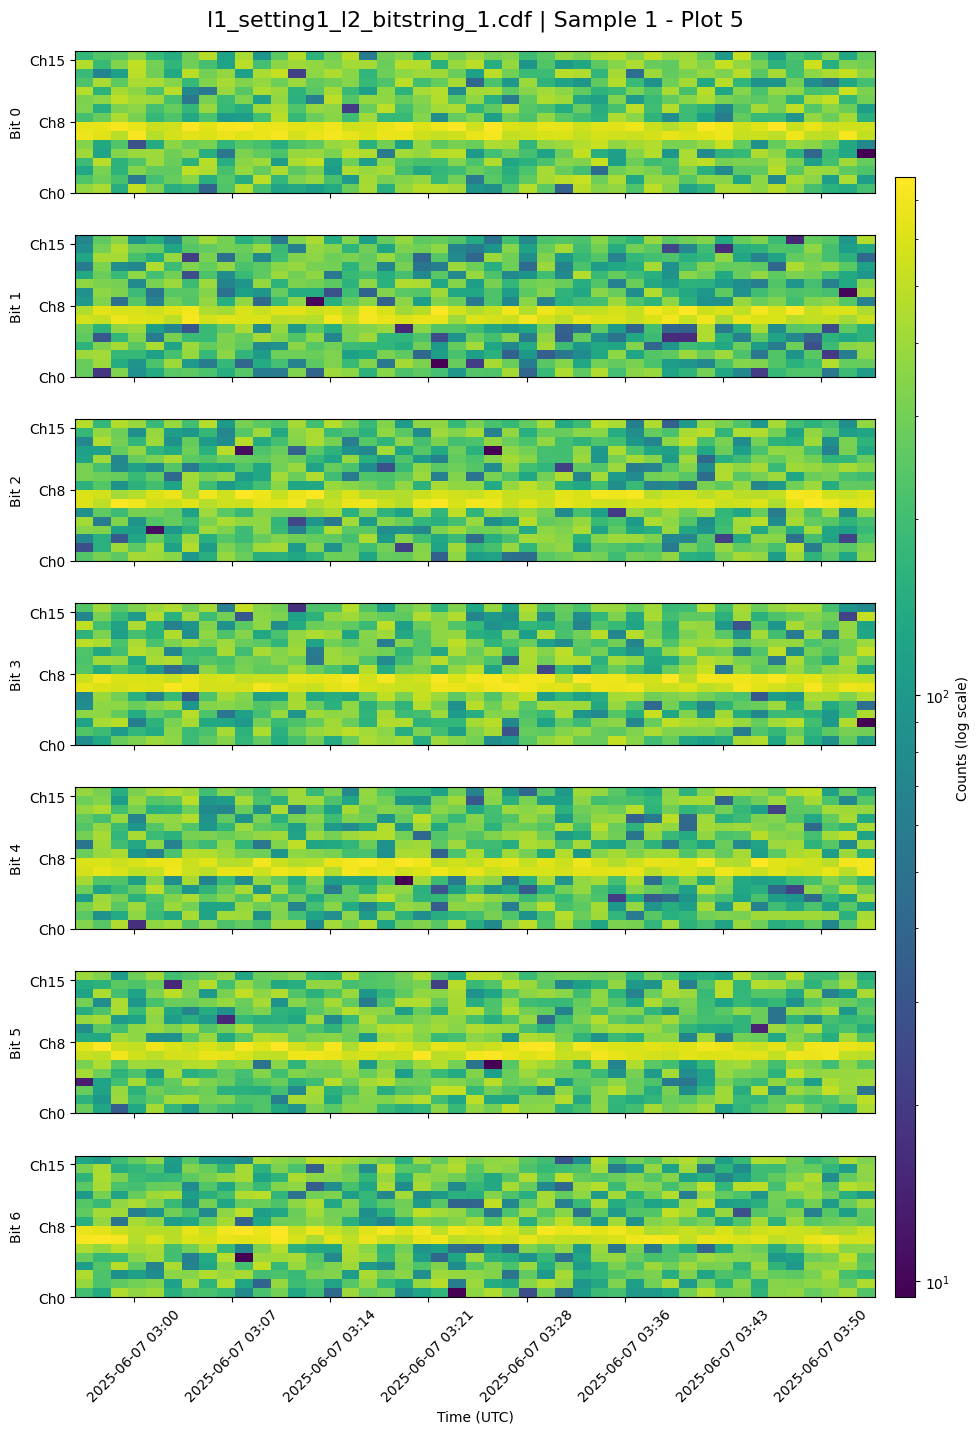 l1_setting1_l2_bitstring_1.cdf | Sample 1 - Plot 5
Ch15
Ch8
Ch0
Bit 0
Ch15
Ch8
Ch0
Bit 1
Ch15
Ch8
Ch0
Bit 2
Ch15
Ch8
Ch0
Bit 3
Ch15
Ch8
Ch0
Bit 4
Ch15
Ch8
Ch0
Bit 5
Ch15
Ch8
Ch0
Bit 6
2025-06-07 03:00
2025-06-07 03:07
2025-06-07 03:14
2025-06-07 03:21
2025-06-07 03:28
2025-06-07 03:36
2025-06-07 03:43
2025-06-07 03:50
Time (UTC)
10²
10¹
Counts (log scale)